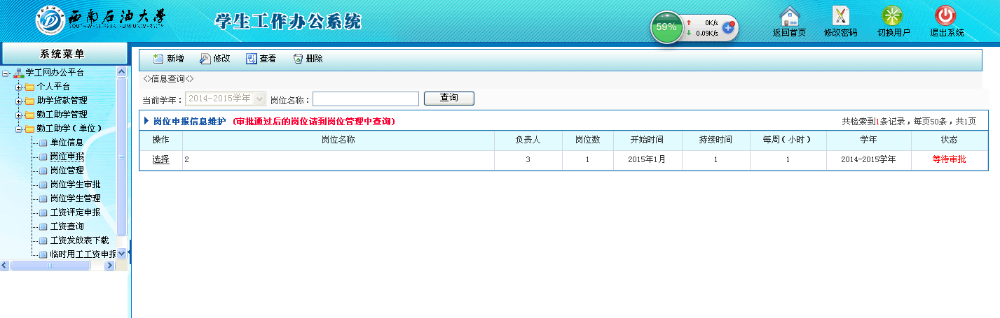 西南石油大学
SOUTHWEST PETROLEUM UNIVERSITY
学生工作办公系统
59%
0K/s
0.09K/s
返回首页 修改密码 切换用户 退出系统
系统菜单
新增 修改 查看 删除
学工网办公平台
个人平台
助学贷款管理
勤工助学管理
勤工助学(单位)
单位信息
岗位申报
岗位管理
岗位学生审批
岗位学生管理
工资评定申报
工资查询
工资发放表下载
临时用工工资申报
◇信息查询◇
当前学年: 2014-2015学年 岗位名称: 查询
岗位申报信息维护 (审批通过后的岗位请到岗位管理中查询) 共检索到1条记录，每页50条，共1页
操作 岗位名称 负责人 岗位数 开始时间 持续时间 每周(小时) 学年 状态
选择 2 3 1 2015年1月 1 1 2014-2015学年 等待审批